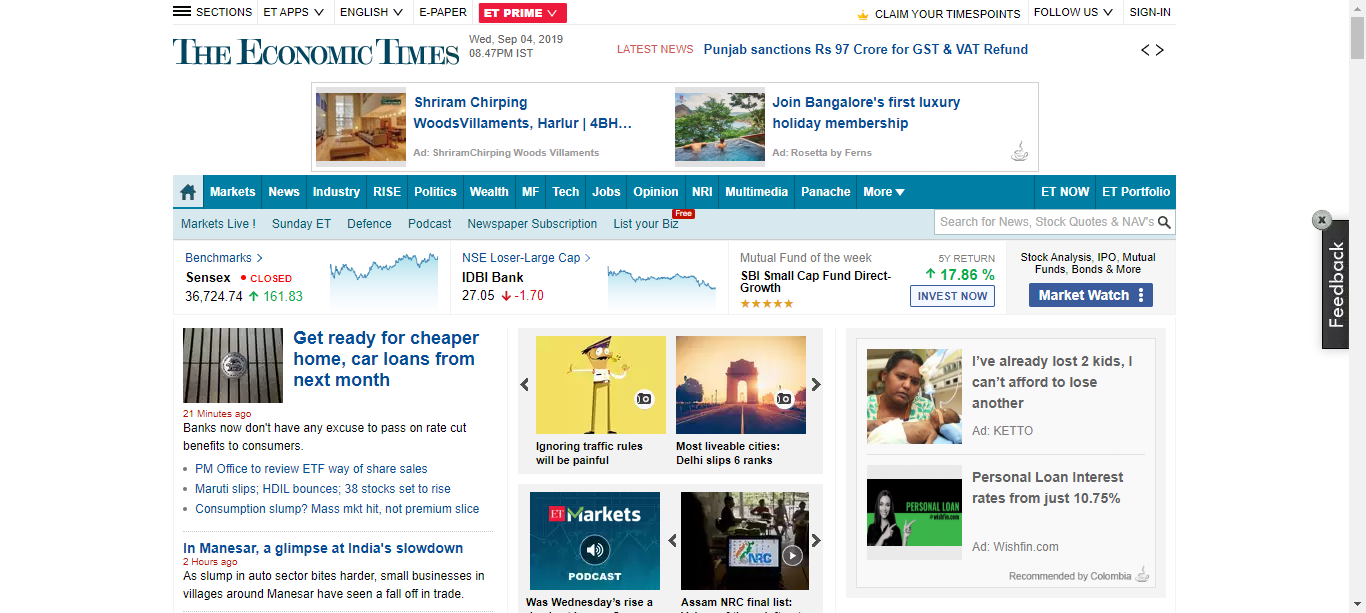 SECTIONS ET APPS ENGLISH E-PAPER ET PRIME CLAIM YOUR TIMESPOINTS FOLLOW US SIGN-IN
THE ECONOMIC TIMES
Wed, Sep 04, 2019
08.47PM IST
LATEST NEWS Punjab sanctions Rs 97 Crore for GST & VAT Refund
Shriram Chirping
WoodsVillaments, Harlur | 4BH...
Ad: ShriramChirping Woods Villaments
Join Bangalore's first luxury
holiday membership
Ad: Rosetta by Ferns
Markets News Industry RISE Politics Wealth MF Tech Jobs Opinion NRI Multimedia Panache More ET NOW ET Portfolio
Markets Live ! Sunday ET Defence Podcast Newspaper Subscription List your Biz Free
Search for News, Stock Quotes & NAV's
x
Feedback
Benchmarks
Sensex CLOSED
36,724.74 161.83
NSE Loser-Large Cap
IDBI Bank
27.05 -1.70
Mutual Fund of the week
SBI Small Cap Fund Direct-
Growth
5Y RETURN
17.86 %
INVEST NOW
Stock Analysis, IPO, Mutual
Funds, Bonds & More
Market Watch
Get ready for cheaper
home, car loans from
next month
21 Minutes ago
Banks now don't have any excuse to pass on rate cut
benefits to consumers.
PM Office to review ETF way of share sales
Maruti slips; HDIL bounces; 38 stocks set to rise
Consumption slump? Mass mkt hit, not premium slice
In Manesar, a glimpse at India's slowdown
2 Hours ago
As slump in auto sector bites harder, small businesses in
villages around Manesar have seen a fall off in trade.
Ignoring traffic rules
will be painful
Most liveable cities:
Delhi slips 6 ranks
ET Markets
PODCAST
Was Wednesday's rise a
NRC
Assam NRC final list:
I've already lost 2 kids, I
can't afford to lose
another
Ad: KETTO
PERSONAL LOAN
#wishfin.com
Personal Loan Interest
rates from just 10.75%
Ad: Wishfin.com
Recommended by Colombia